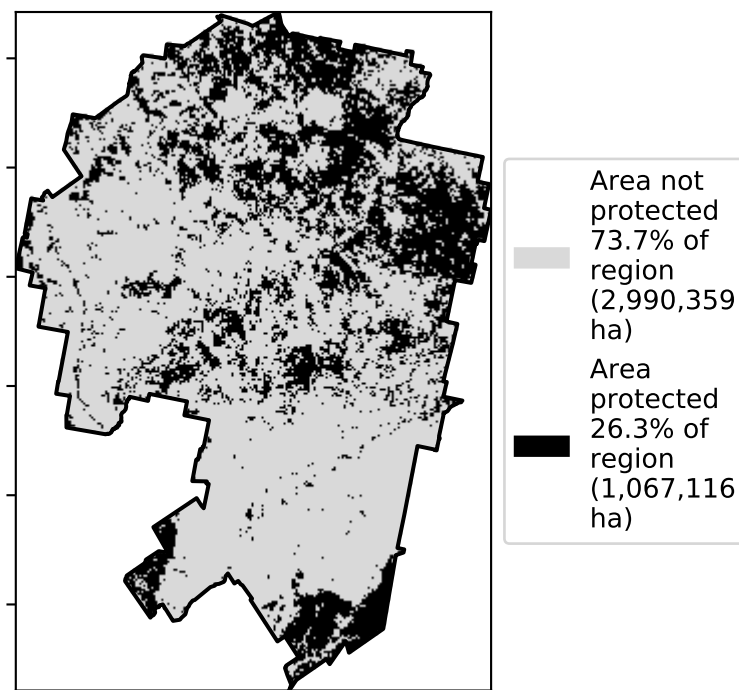 Area not
protected
73.7% of
region
(2,990,359
ha)
Area
protected
26.3% of
region
(1,067,116
ha)